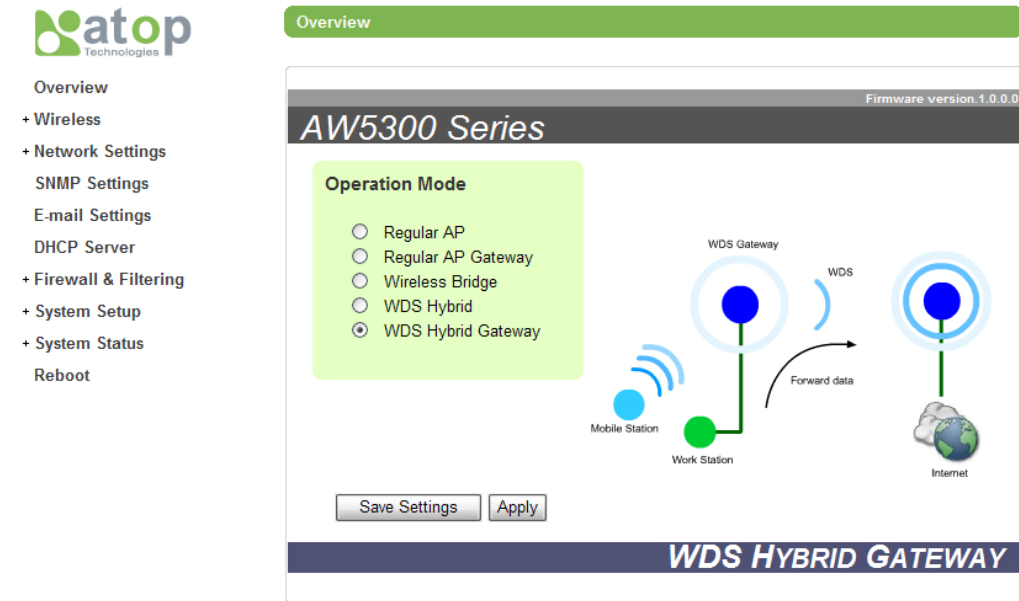 atop
Technologies
Overview
+ Wireless
+ Network Settings
SNMP Settings
E-mail Settings
DHCP Server
+ Firewall & Filtering
+ System Setup
+ System Status
Reboot
Overview
Firmware version.1.0.0.0
AW5300 Series
Operation Mode
Regular AP
Regular AP Gateway
Wireless Bridge
WDS Hybrid
WDS Hybrid Gateway
WDS Gateway
WDS
Forward data
Mobile Station
Work Station
Internet
Save Settings
Apply
WDS HYBRID GATEWAY